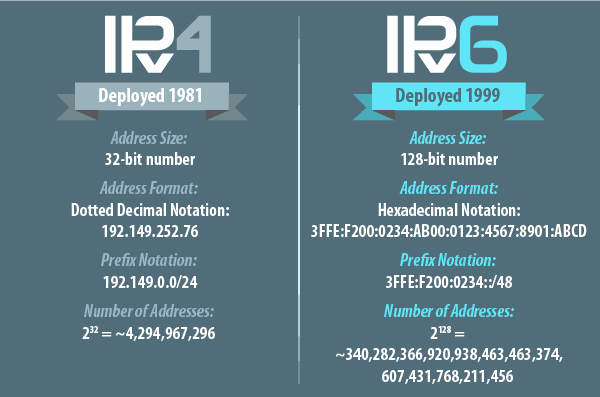 IPv4
Deployed 1981
Address Size:
32-bit number
Address Format:
Dotted Decimal Notation:
192.149.252.76
Prefix Notation:
192.149.0.0/24
Number of Addresses:
2³² = ~4,294,967,296
IPv6
Deployed 1999
Address Size:
128-bit number
Address Format:
Hexadecimal Notation:
3FFE:F200:0234:AB00:0123:4567:8901:ABCD
Prefix Notation:
3FFE:F200:0234::/48
Number of Addresses:
2¹²⁸ =
~340,282,366,920,938,463,463,374,
607,431,768,211,456